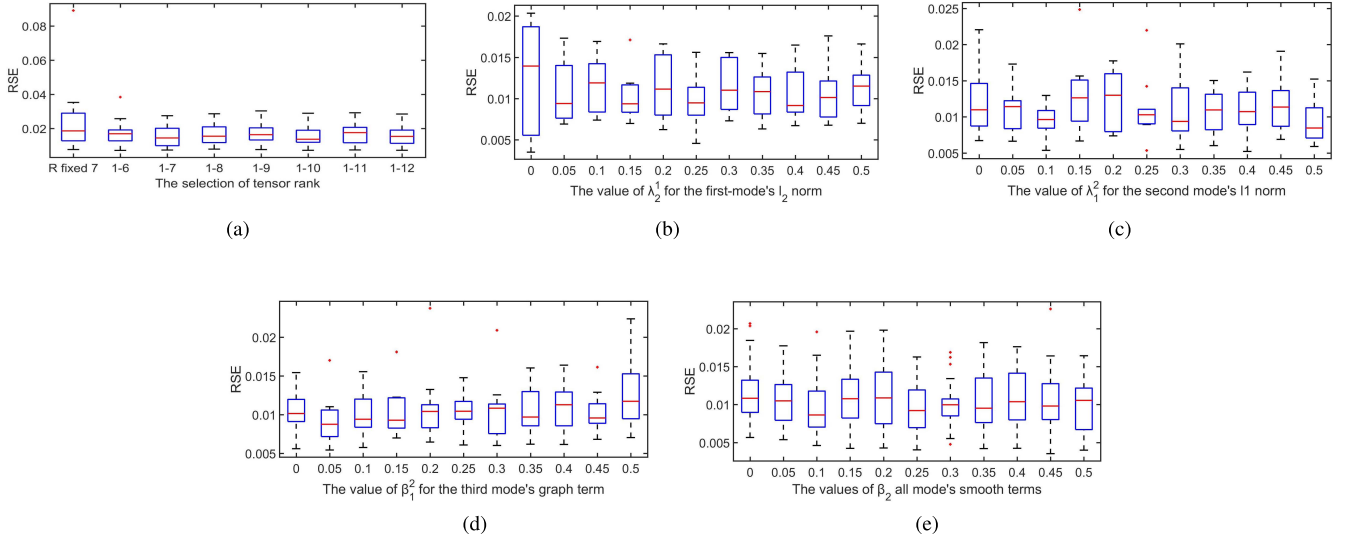 0.08
0.06
0.04
0.02
RSE
R fixed 7 1-6 1-7 1-8 1-9 1-10 1-11 1-12
The selection of tensor rank
(a)
0.02
0.015
0.01
0.005
RSE
0 0.05 0.1 0.15 0.2 0.25 0.3 0.35 0.4 0.45 0.5
The value of λ₂¹ for the first-mode's l₂ norm
(b)
0.025
0.02
0.015
0.01
0.005
RSE
0 0.05 0.1 0.15 0.2 0.25 0.3 0.35 0.4 0.45 0.5
The value of λ₁² for the second mode's l1 norm
(c)
0.02
0.015
0.01
0.005
RSE
0 0.05 0.1 0.15 0.2 0.25 0.3 0.35 0.4 0.45 0.5
The value of β₁² for the third mode's graph term
(d)
0.02
0.015
0.01
0.005
RSE
0 0.05 0.1 0.15 0.2 0.25 0.3 0.35 0.4 0.45 0.5
The values of β₂ all mode's smooth terms
(e)